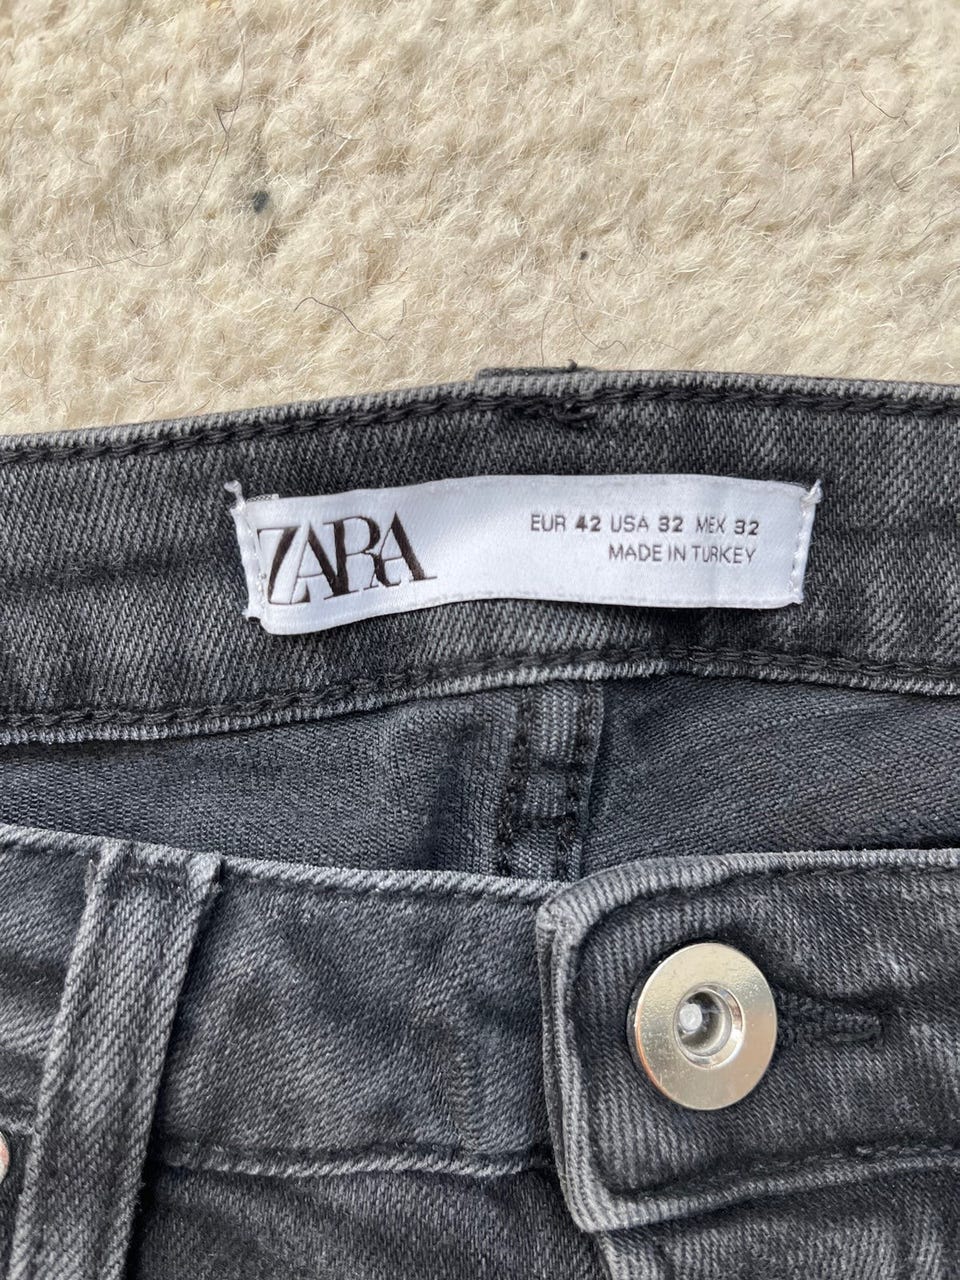 ZARA
EUR 42 USA 32 MEX 32
MADE IN TURKEY